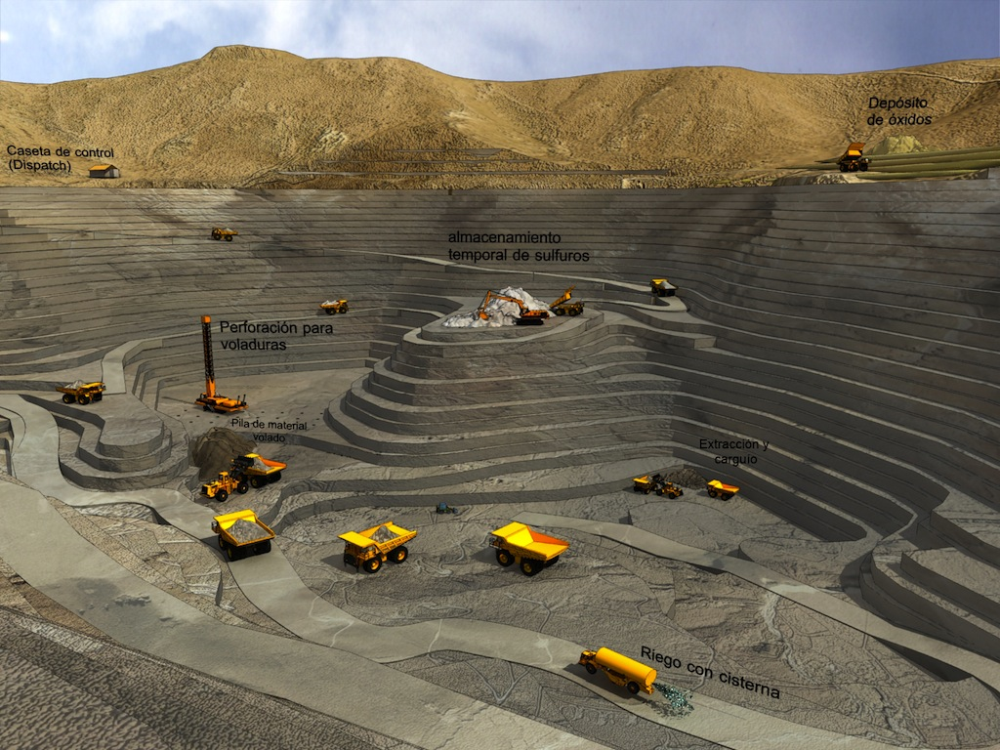 Depósito
de óxidos
Caseta de control
(Dispatch)
almacenamiento
temporal de sulfuros
Perforación para
voladuras
Pila de material
volado
Extracción y
carguio
Riego con cisterna